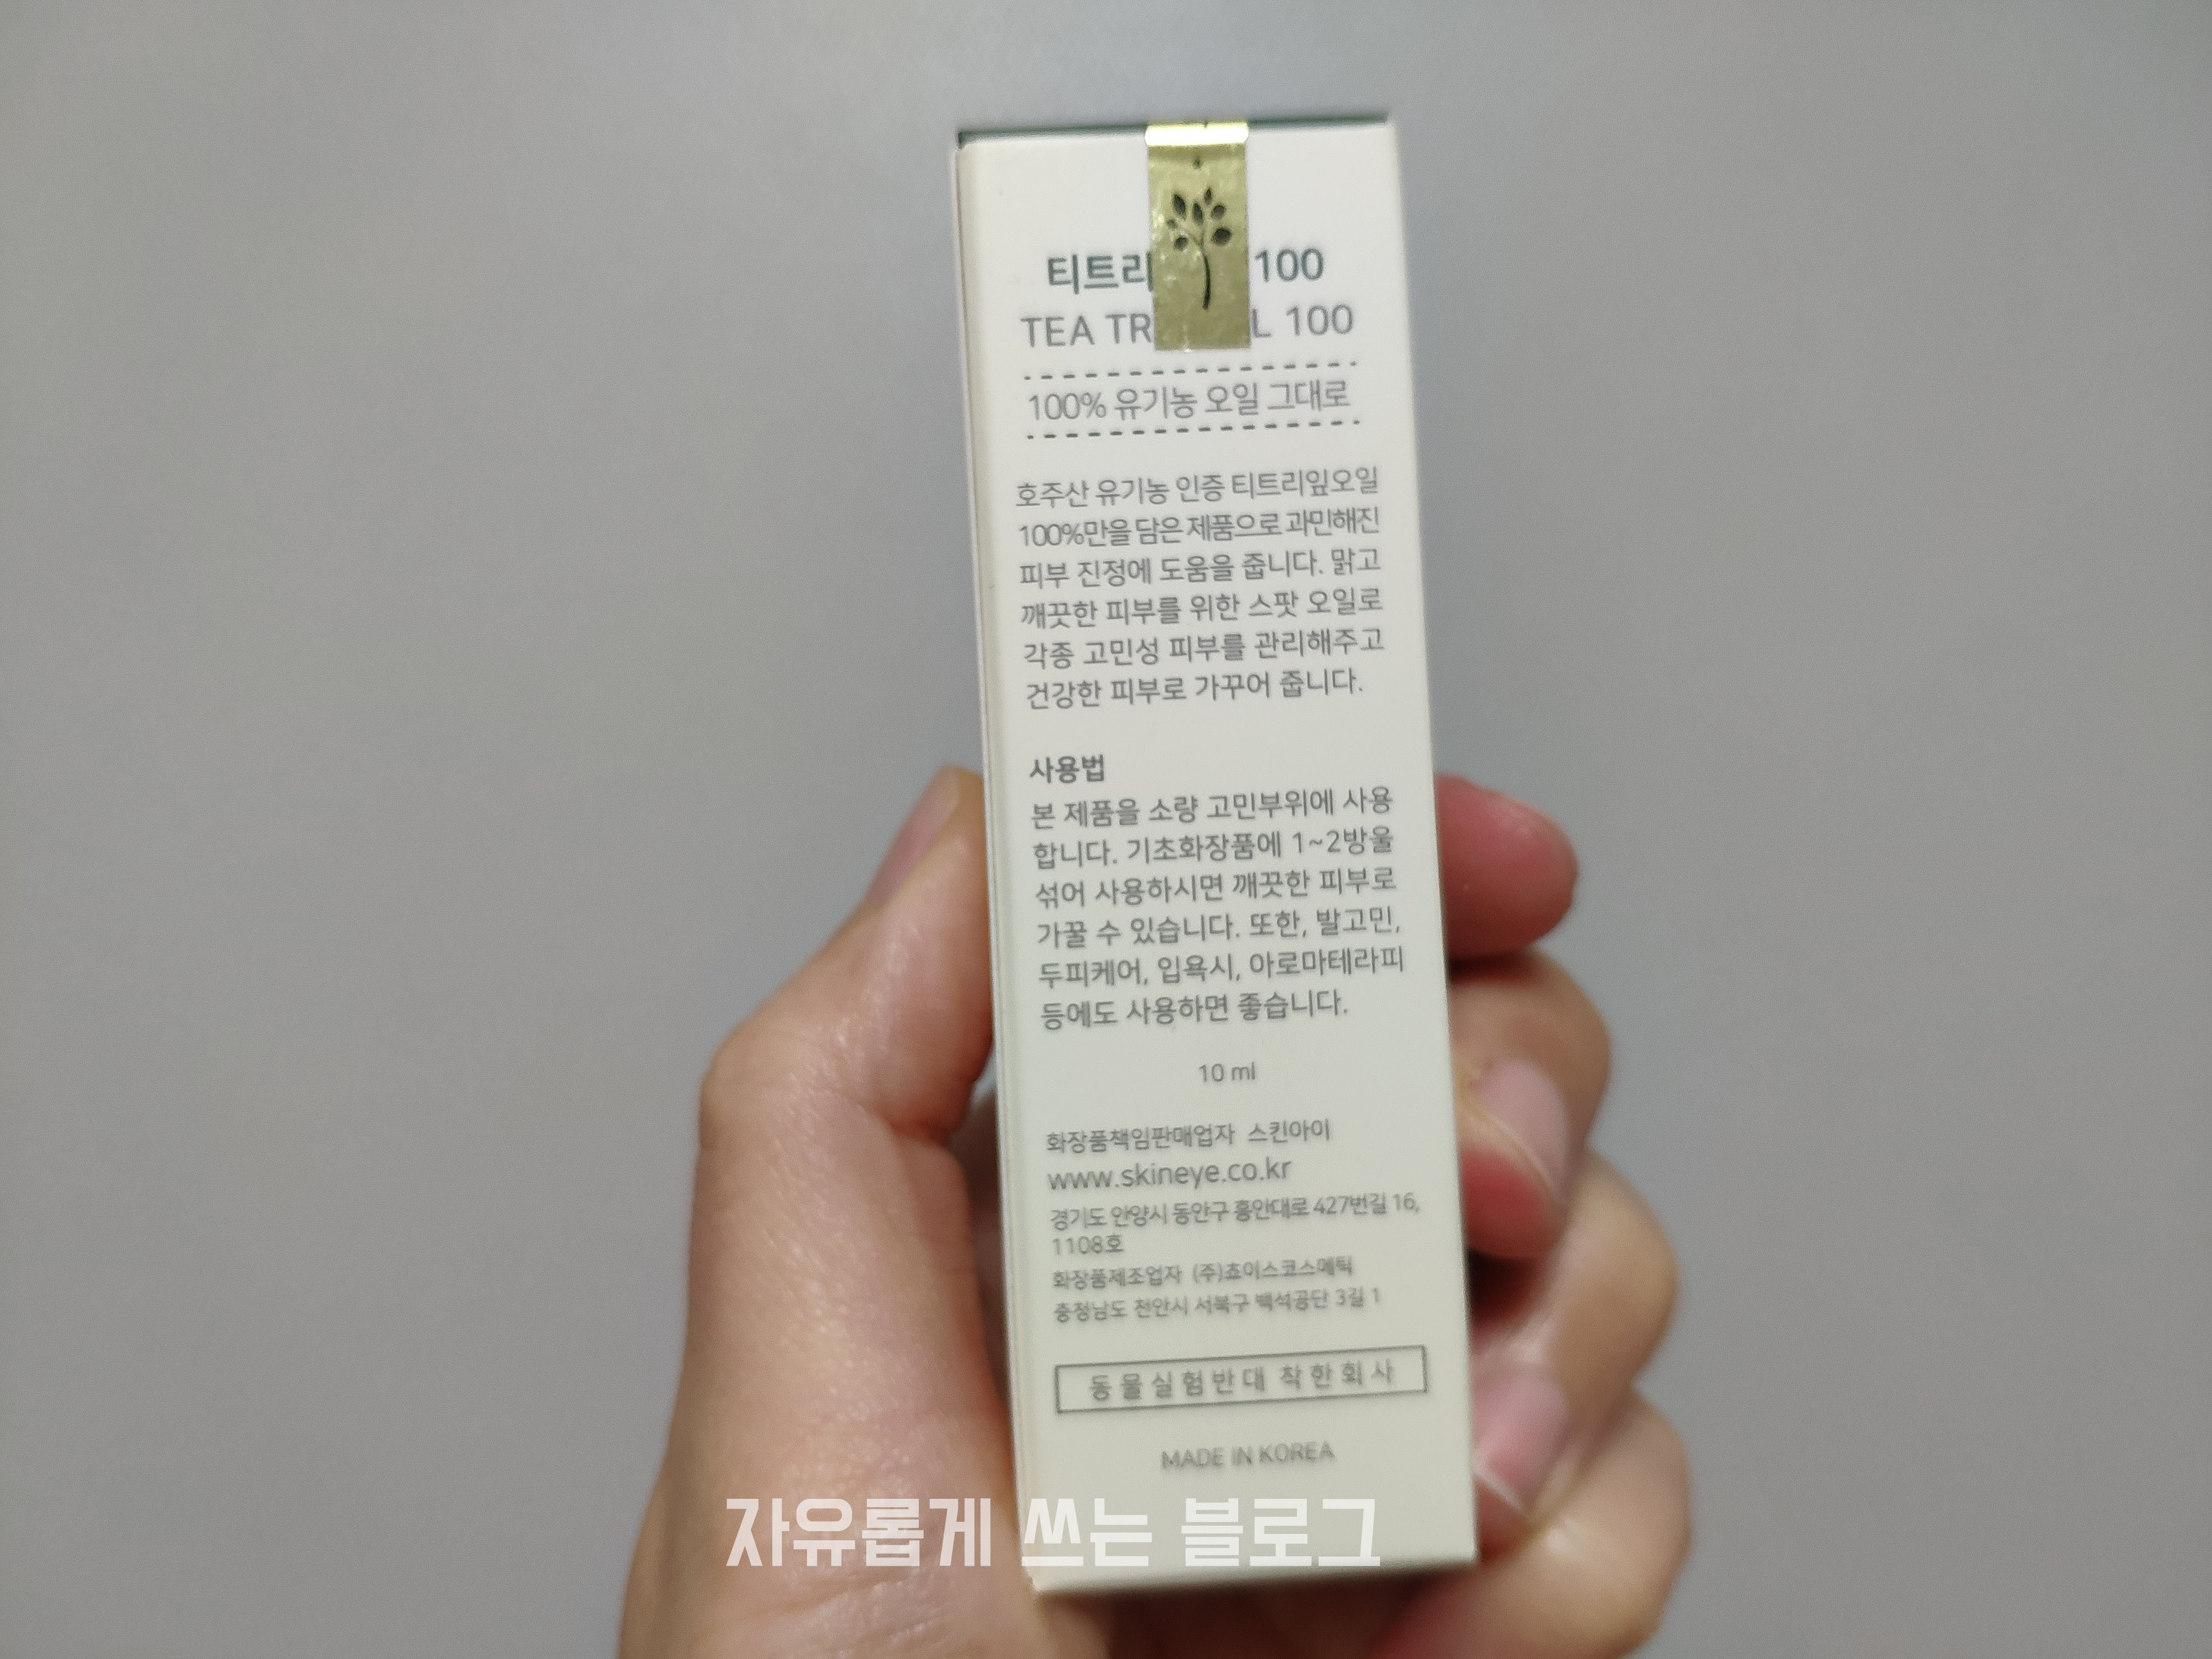 티트리 100
TEA TR L 100
100% 유기농 오일 그대로
호주산 유기농 인증 티트리잎오일
100%만을 담은 제품으로 과민해진
피부 진정에 도움을 줍니다. 맑고
깨끗한 피부를 위한 스팟 오일로
각종 고민성 피부를 관리해주고
건강한 피부로 가꾸어 줍니다.
사용법
본 제품을 소량 고민부위에 사용
합니다. 기초화장품에 1~2방울
섞어 사용하시면 깨끗한 피부로
가꿀 수 있습니다. 또한, 발고민,
두피케어, 입욕시, 아로마테라피
등에도 사용하면 좋습니다.
10 ml
화장품책임판매업자 스킨아이
www.skineye.co.kr
경기도 안양시 동안구 흥안대로 427번길 16,
1108호
화장품제조업자 (주)쵸이스코스메틱
충청남도 천안시 서북구 백석공단 3길 1
동물실험반대 착한회사
MADE IN KOREA
자유롭게 쓰는 블로그